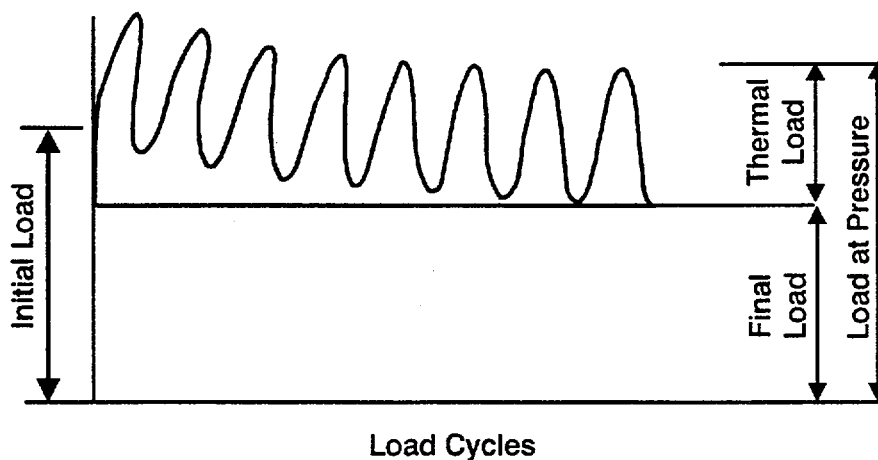 Initial Load
Thermal
Load
Final
Load
Load at Pressure
Load Cycles